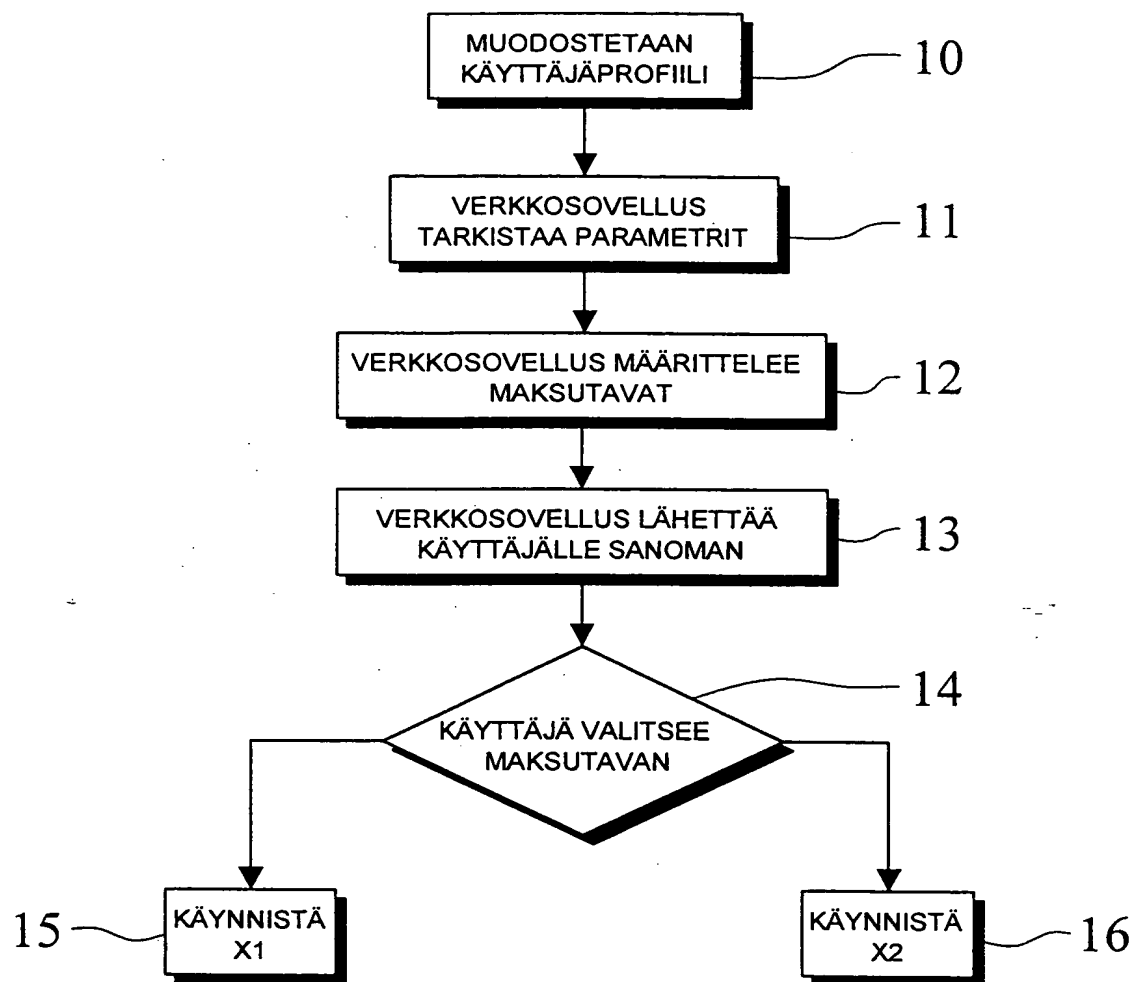 MUODOSTETAAN
KÄYTTÄJÄPROFIILI
10
VERKKOSOVELLUS
TARKISTAA PARAMETRIT
11
VERKKOSOVELLUS MÄÄRITTELEE
MAKSUTAVAT
12
VERKKOSOVELLUS LÄHETTÄÄ
KÄYTTÄJÄLLE SANOMAN
13
14
KÄYTTÄJÄ VALITSEE
MAKSUTAVAN
15
KÄYNNISTÄ
X1
KÄYNNISTÄ
X2
16